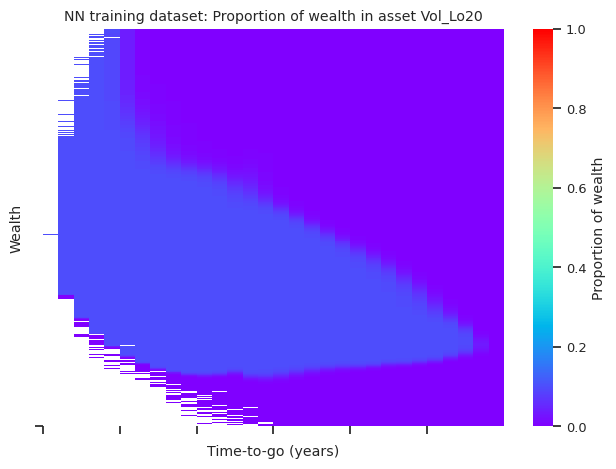 NN training dataset: Proportion of wealth in asset Vol_Lo20
Wealth
Time-to-go (years)
1.0
0.8
0.6
0.4
0.2
0.0
Proportion of wealth